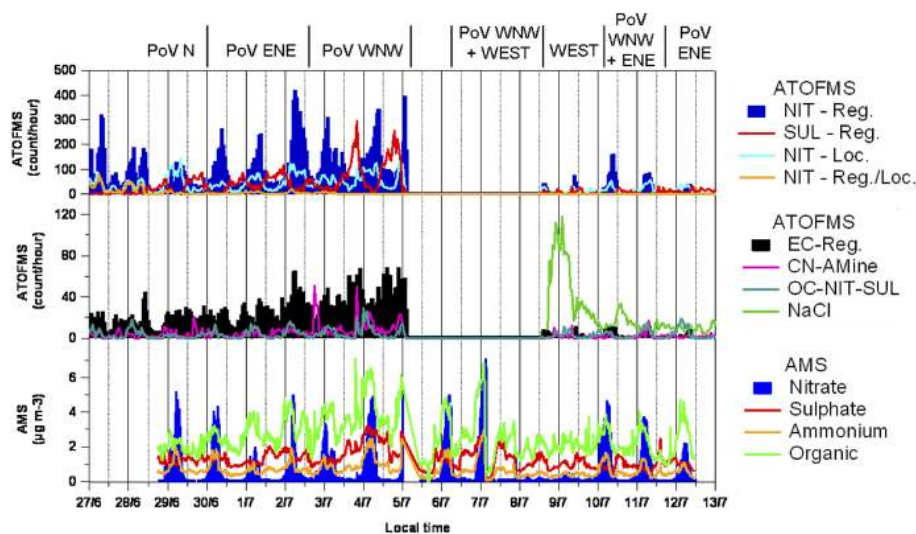 PoV N
PoV ENE
PoV WNW
PoV WNW
+ WEST
WEST
PoV
WNW
+ ENE
PoV
ENE
500
400
300
200
100
0
ATOFMS
(count/hour)
ATOFMS
NIT - Reg.
SUL - Reg.
NIT - Loc.
NIT - Reg./Loc.
120
80
40
0
ATOFMS
(count/hour)
ATOFMS
EC-Reg.
CN-AMine
OC-NIT-SUL
NaCl
6
4
2
0
AMS
(µg m-3)
AMS
Nitrate
Sulphate
Ammonium
Organic
27/6 28/6 29/6 30/6 1/7 2/7 3/7 4/7 5/7 6/7 7/7 8/7 9/7 10/7 11/7 12/7 13/7
Local time